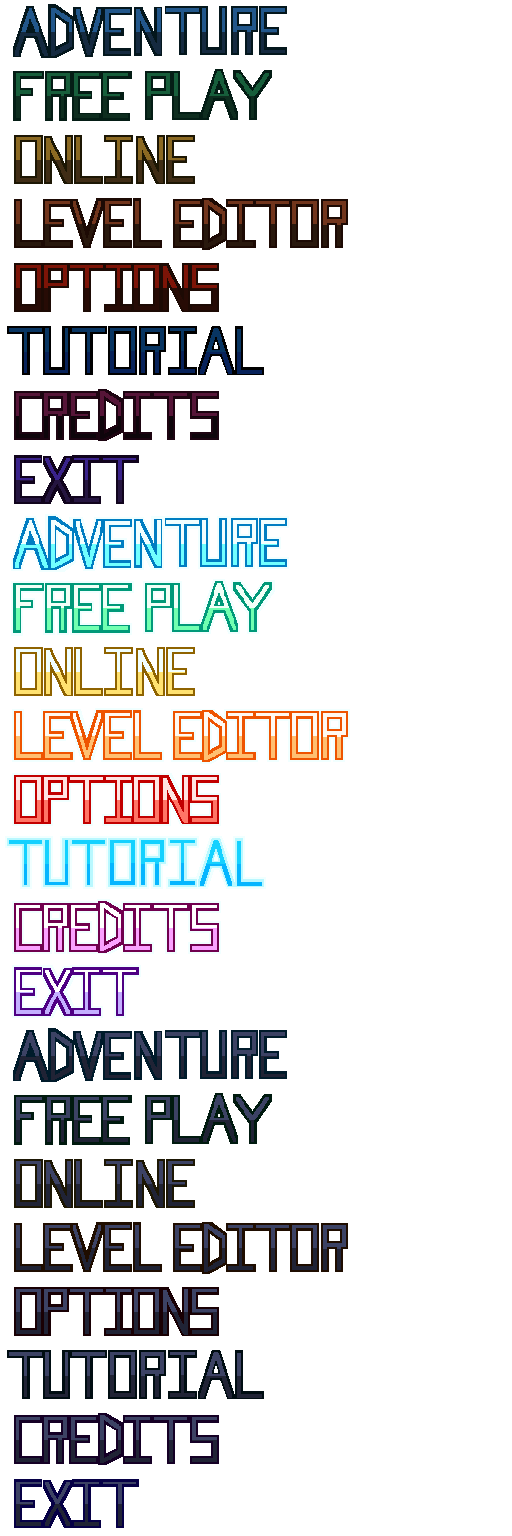 ADVENTURE
FREE PLAY
ONLINE
LEVEL EDITOR
OPTIONS
TUTORIAL
CREDITS
EXIT
ADVENTURE
FREE PLAY
ONLINE
LEVEL EDITOR
OPTIONS
TUTORIAL
CREDITS
EXIT
ADVENTURE
FREE PLAY
ONLINE
LEVEL EDITOR
OPTIONS
TUTORIAL
CREDITS
EXIT